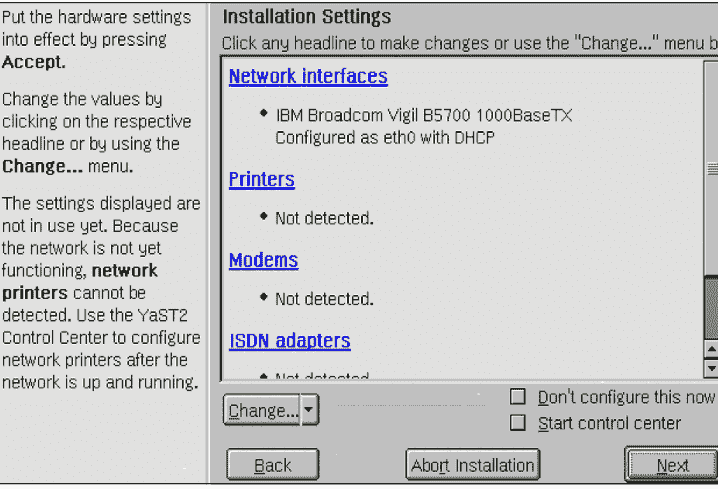 Put the hardware settings
into effect by pressing
Accept.
Change the values by
clicking on the respective
headline or by using the
Change... menu.
The settings displayed are
not in use yet. Because
the network is not yet
functioning, network
printers cannot be
detected. Use the YaST2
Control Center to configure
network printers after the
network is up and running.
Installation Settings
Click any headline to make changes or use the "Change..." menu b
Network interfaces
IBM Broadcom Vigil B5700 1000BaseTX
Configured as eth0 with DHCP
Printers
Not detected.
Modems
Not detected.
ISDN adapters
Not detected.
Change...
Don't configure this now
Start control center
Back
Abort Installation
Next